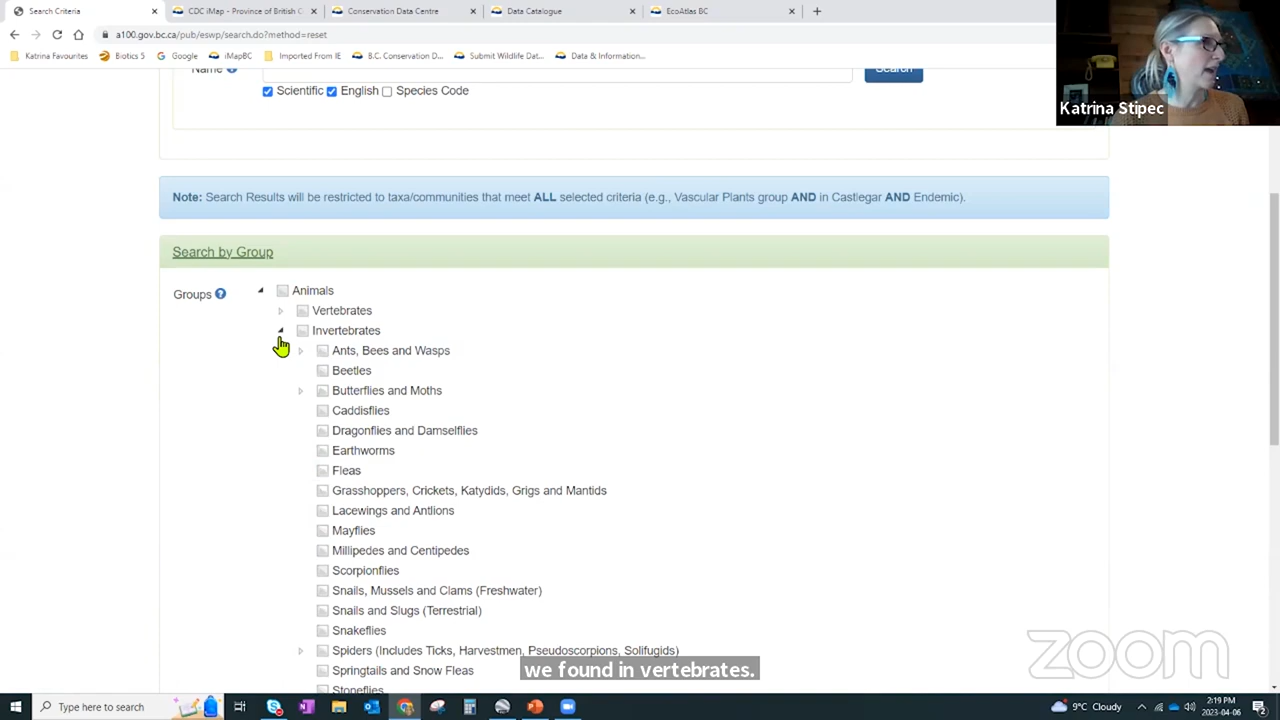 Search Criteria
CDC iMap - Province of British C
Conservation Data Centre
Data Catalogue
EcoAtlas BC
a100.gov.bc.ca/pub/eswp/search.do?method=reset
Katrina Favourites
Biotics 5
Google
iMapBC
Imported From IE
B.C. Conservation D...
Submit Wildlife Dat...
Data & Information...
Katrina Stipec
Name
Search
Scientific English Species Code
Note: Search Results will be restricted to taxa/communities that meet ALL selected criteria (e.g., Vascular Plants group AND in Castlegar AND Endemic).
Search by Group
Groups
Animals
Vertebrates
Invertebrates
Ants, Bees and Wasps
Beetles
Butterflies and Moths
Caddisflies
Dragonflies and Damselflies
Earthworms
Fleas
Grasshoppers, Crickets, Katydids, Grigs and Mantids
Lacewings and Antlions
Mayflies
Millipedes and Centipedes
Scorpionflies
Snails, Mussels and Clams (Freshwater)
Snails and Slugs (Terrestrial)
Snakeflies
Spiders (Includes Ticks, Harvestmen, Pseudoscorpions, Solifugids)
Springtails and Snow Fleas
Stoneflies
we found in vertebrates.
zoom
Type here to search
9°C Cloudy
2:19 PM
2023-04-06
2